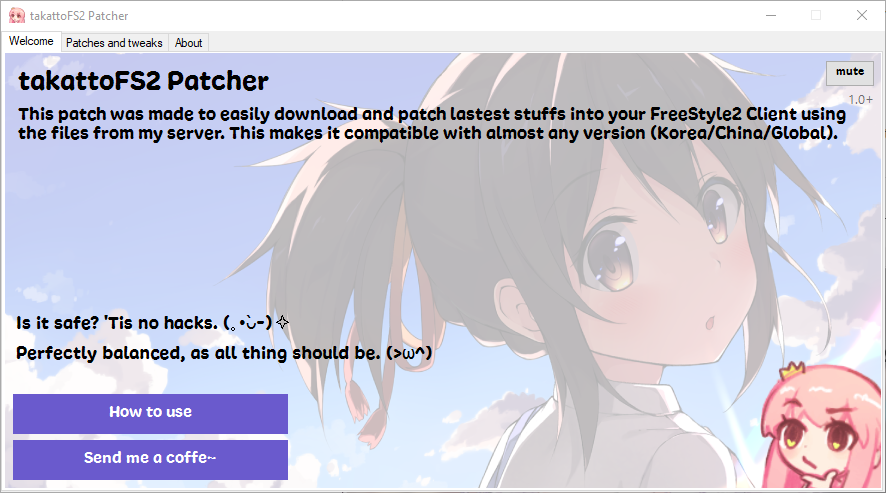 takattoFS2 Patcher
Welcome
Patches and tweaks
About
takattoFS2 Patcher
mute
1.0+
This patch was made to easily download and patch lastest stuffs into your FreeStyle2 Client using
the files from my server. This makes it compatible with almost any version (Korea/China/Global).
Is it safe? 'Tis no hacks. (｡•̀ᴗ-)✧
Perfectly balanced, as all thing should be. (>ω^)
How to use
Send me a coffe~